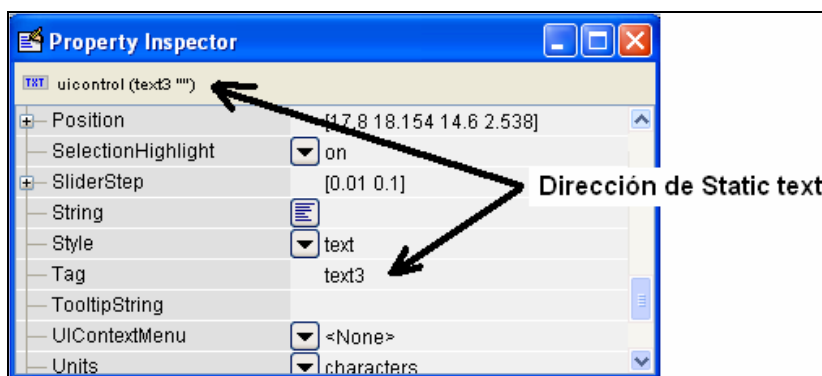 Property Inspector
TXT uicontrol (text3 "")
Position [17.8 18.154 14.6 2.538]
SelectionHighlight on
SliderStep [0.01 0.1]
Dirección de Static text
String
Style text
Tag text3
TooltipString
UIContextMenu <None>
Units characters